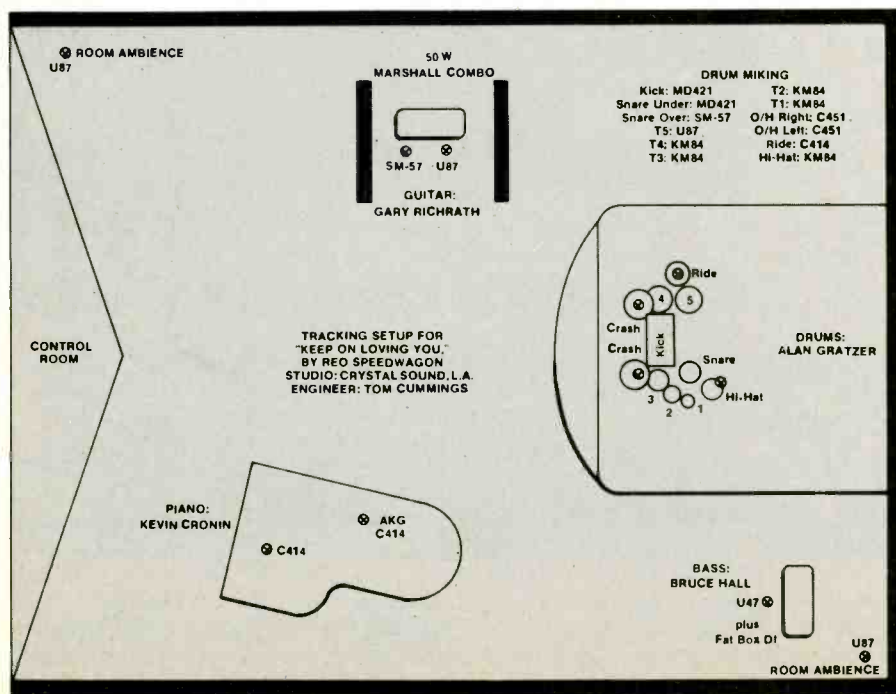 ROOM AMBIENCE
U87
50 W
MARSHALL COMBO
SM-57 U87
GUITAR:
GARY RICHRATH
DRUM MIKING
Kick: MD421 T2: KM84
Snare Under: MD421 T1: KM84
Snare Over: SM-57 O/H Right: C451
T5: U87 O/H Left: C451
T4: KM84 Ride: C414
T3: KM84 Hi-Hat: KM84
Ride
4 5
Crash
Crash
Kick
Snare
Hi-Hat
3 2 1
DRUMS:
ALAN GRATZER
CONTROL
ROOM
TRACKING SETUP FOR
"KEEP ON LOVING YOU,"
BY REO SPEEDWAGON
STUDIO: CRYSTAL SOUND, L.A.
ENGINEER: TOM CUMMINGS
PIANO:
KEVIN CRONIN
C414
AKG
C414
BASS:
BRUCE HALL
U47
plus
Fat Box DI
U87
ROOM AMBIENCE